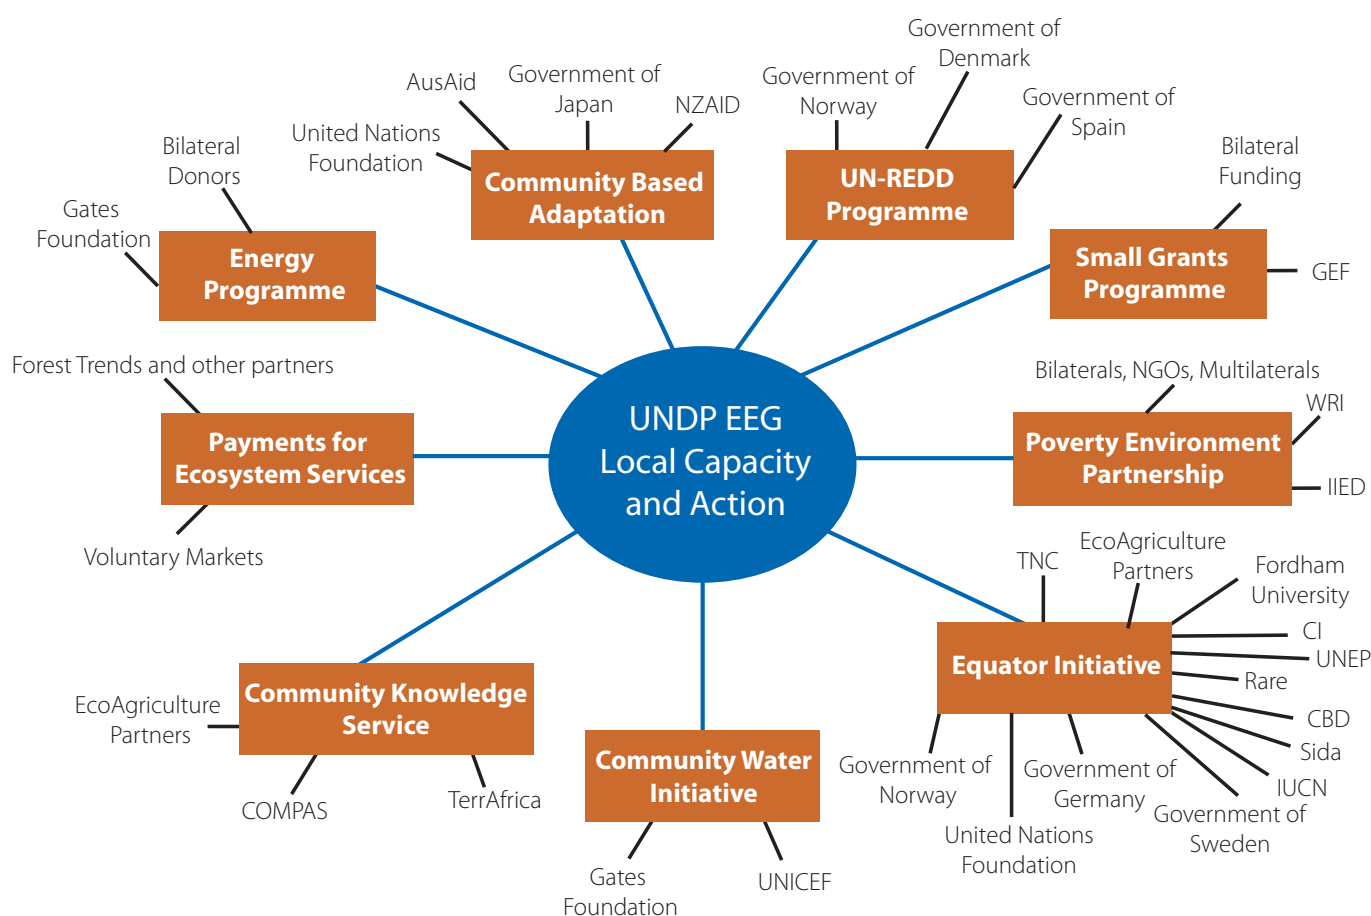 Government of
Denmark
Government of
Japan
Government of
Norway
AusAid
NZAID
Government of
Spain
United Nations
Foundation
Bilateral
Donors
Bilateral
Funding
Community Based
Adaptation
UN-REDD
Programme
Gates
Foundation
Energy
Programme
Small Grants
Programme
GEF
Forest Trends and other partners
Bilaterals, NGOs, Multilaterals
WRI
UNDP EEG
Local Capacity
and Action
Payments for
Ecosystem Services
Poverty Environment
Partnership
IIED
Voluntary Markets
TNC
EcoAgriculture
Partners
Fordham
University
CI
UNEP
Equator Initiative
Rare
CBD
Sida
IUCN
Community Knowledge
Service
EcoAgriculture
Partners
COMPAS
TerrAfrica
Community Water
Initiative
Government of
Norway
Government of
Germany
Government of
Sweden
United Nations
Foundation
Gates
Foundation
UNICEF